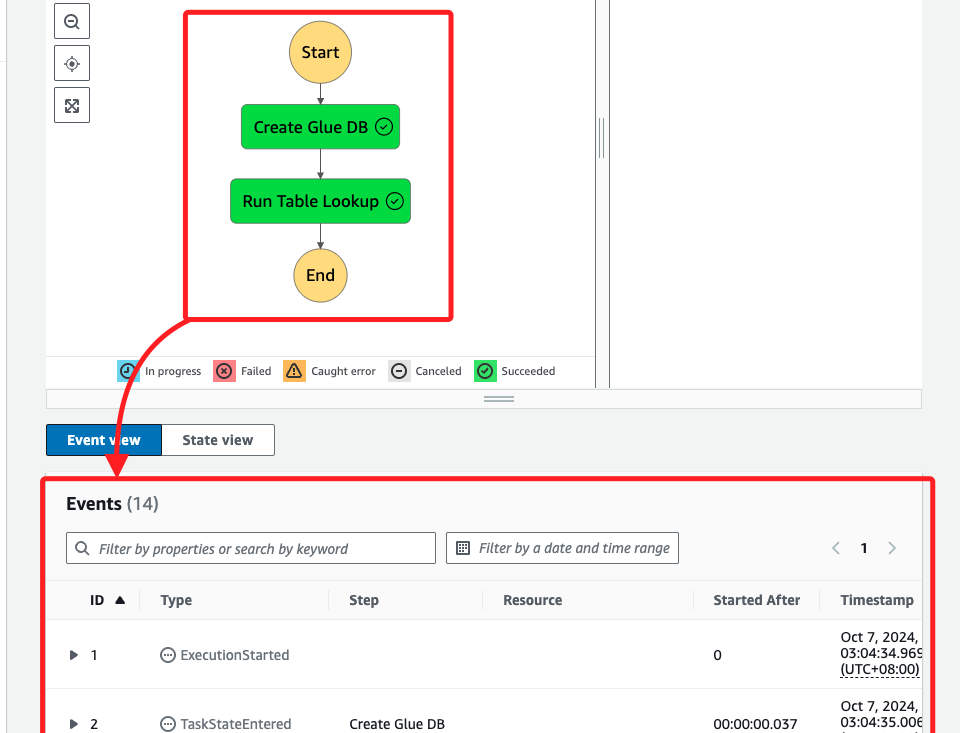 Start
Create Glue DB
Run Table Lookup
End
In progress Failed Caught error Canceled Succeeded
Event view State view
Events (14)
Filter by properties or search by keyword Filter by a date and time range 1
ID Type Step Resource Started After Timestamp
1 ExecutionStarted 0 Oct 7, 2024,
03:04:34.969
(UTC+08:00)
2 TaskStateEntered Create Glue DB 00:00:00.037 Oct 7, 2024,
03:04:35.006